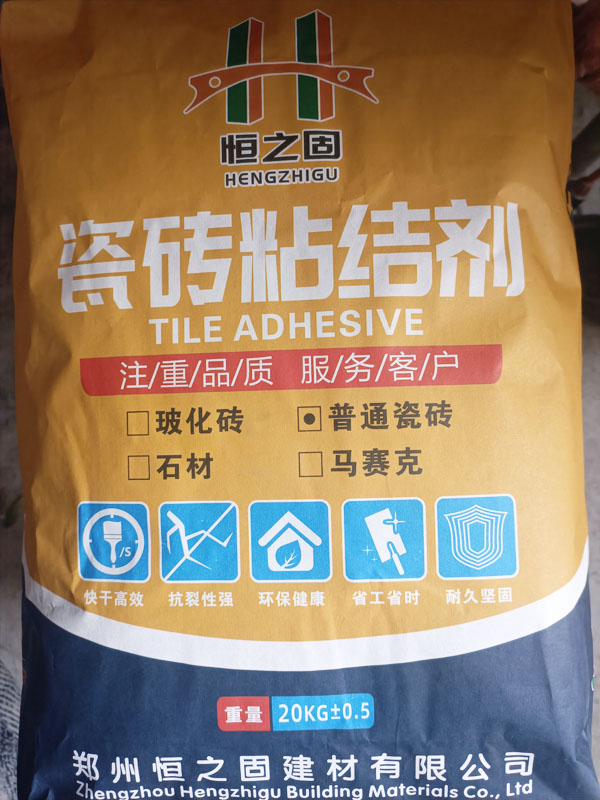 恒之固
HENGZHIGU
瓷砖粘结剂
TILE ADHESIVE
注/重/品/质 服/务/客/户
玻化砖 普通瓷砖
石材 马赛克
/S
快干高效 抗裂性强 环保健康 省工省时 耐久坚固
重量 20KG±0.5
郑州恒之固建材有限公司
Zhengzhou Hengzhigu Building Materials Co., Ltd